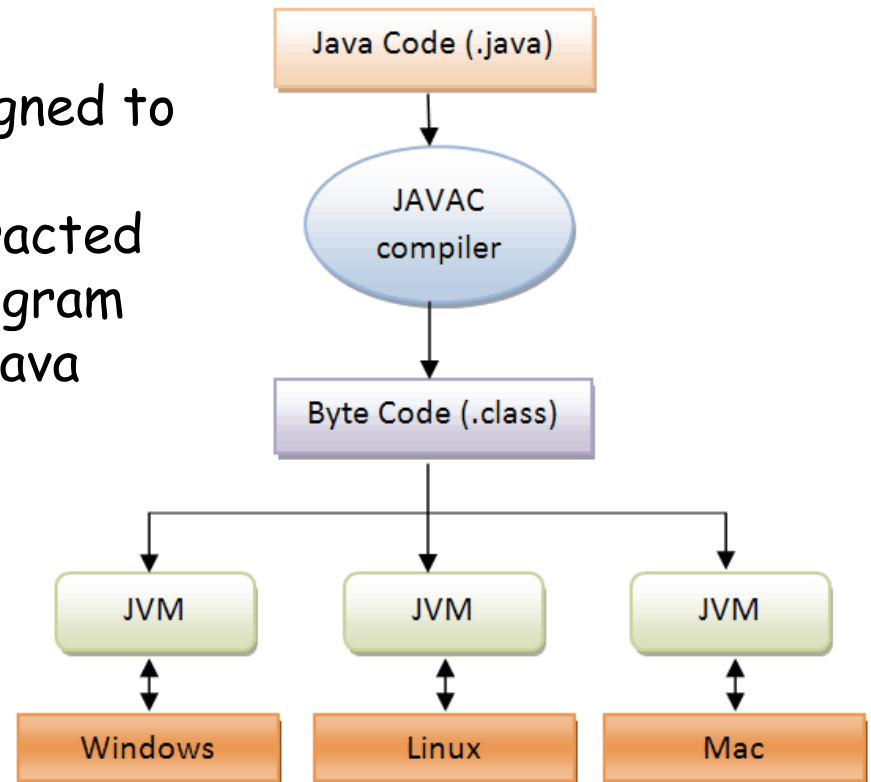 Java Code (.java)
gned to
JAVAC
compiler
acted
gram
ava
Byte Code (.class)
JVM JVM JVM
Windows Linux Mac